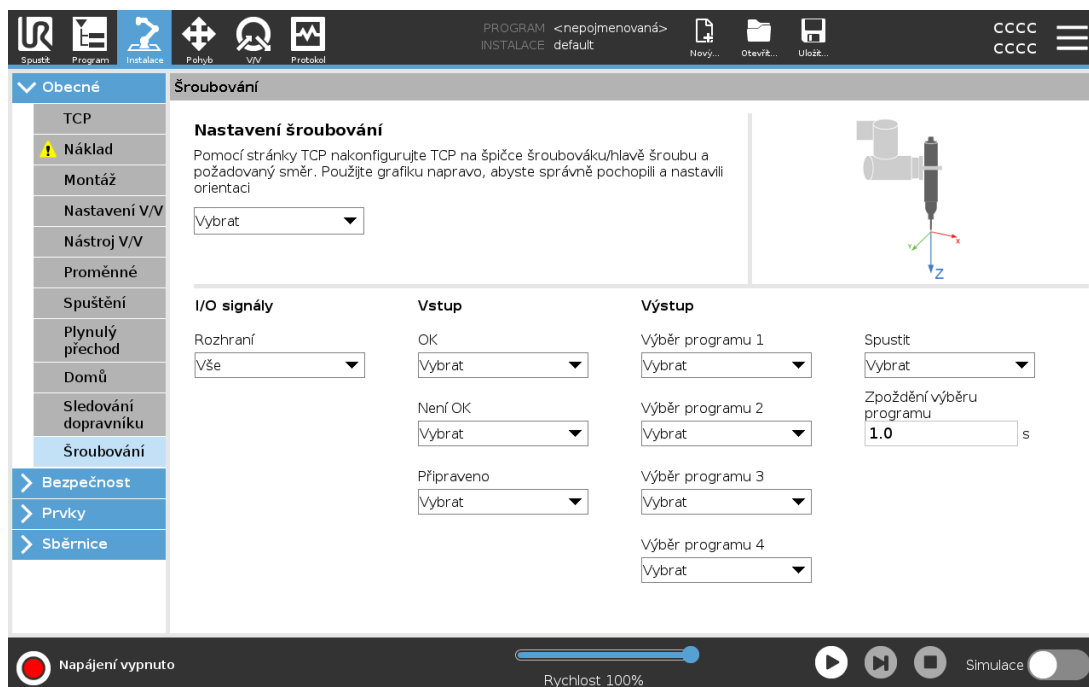 PROGRAM <nepojmenovaná>
INSTALACE default
Spustit
Program
Instalace
Pohyb
V/V
Protokol
Nový...
Otevřít...
Uložit...
CCCC
CCCC
Obecné
TCP
Náklad
Montáž
Nastavení V/V
Nástroj V/V
Proměnné
Spuštění
Plynulý
přechod
Domů
Sledování
dopravníku
Šroubování
Bezpečnost
Prvky
Sběrnice
Šroubování
Nastavení šroubování
Pomocí stránky TCP nakonfigurujte TCP na špičce šroubováku/hlavě šroubu a
požadovaný směr. Použijte grafiku napravo, abyste správně pochopili a nastavili
orientaci
Vybrat
Y
X
Z
I/O signály
Rozhraní
Vše
Vstup
OK
Vybrat
Není OK
Vybrat
Připraveno
Vybrat
Výstup
Výběr programu 1
Vybrat
Výběr programu 2
Vybrat
Výběr programu 3
Vybrat
Výběr programu 4
Vybrat
Spustit
Vybrat
Zpoždění výběru
programu
1.0 s
Napájení vypnuto
Rychlost 100%
Simulace